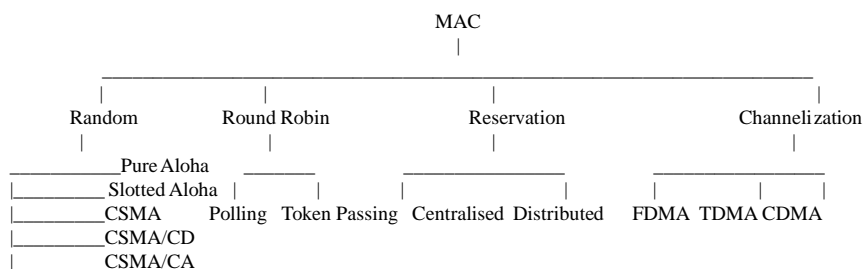 MAC
Random Round Robin Reservation Channelization
Pure Aloha
Slotted Aloha
CSMA Polling Token Passing Centralised Distributed FDMA TDMA CDMA
CSMA/CD
CSMA/CA